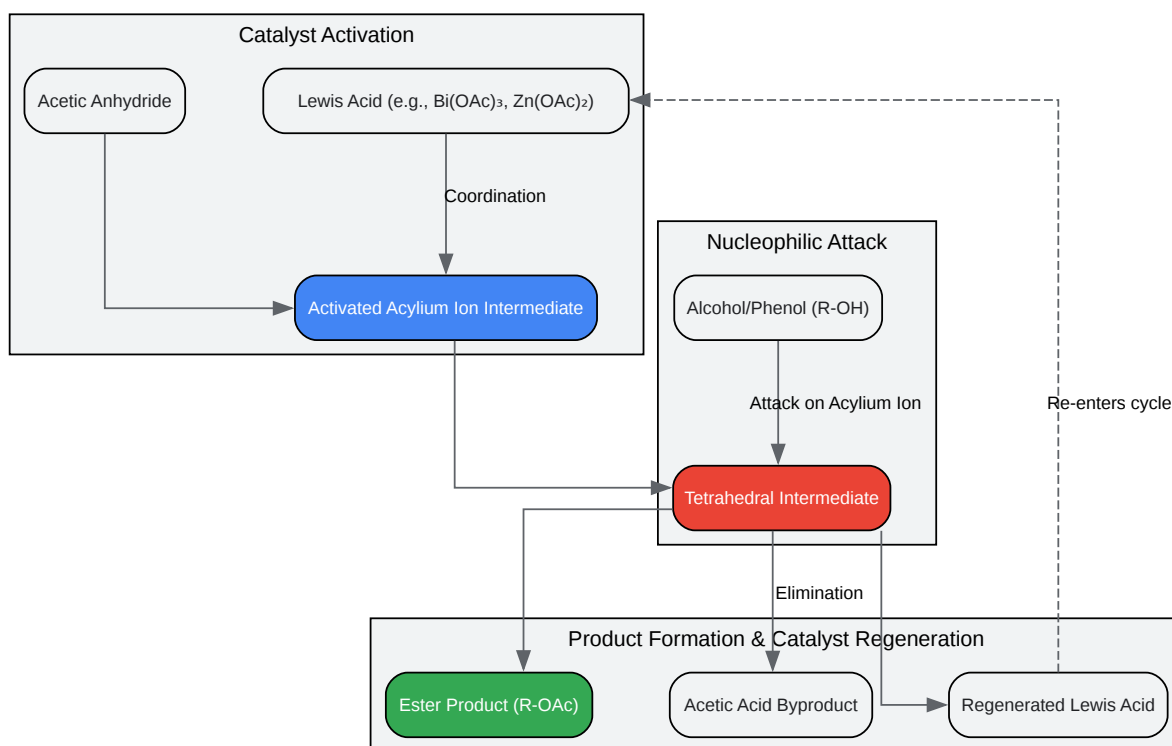 Catalyst Activation
Acetic Anhydride
Lewis Acid (e.g., Bi(OAc)₃, Zn(OAc)₂)
Coordination
Nucleophilic Attack
Activated Acylium Ion Intermediate
Alcohol/Phenol (R-OH)
Attack on Acylium Ion
Re-enters cycle
Tetrahedral Intermediate
Elimination
Product Formation & Catalyst Regeneration
Ester Product (R-OAc)
Acetic Acid Byproduct
Regenerated Lewis Acid